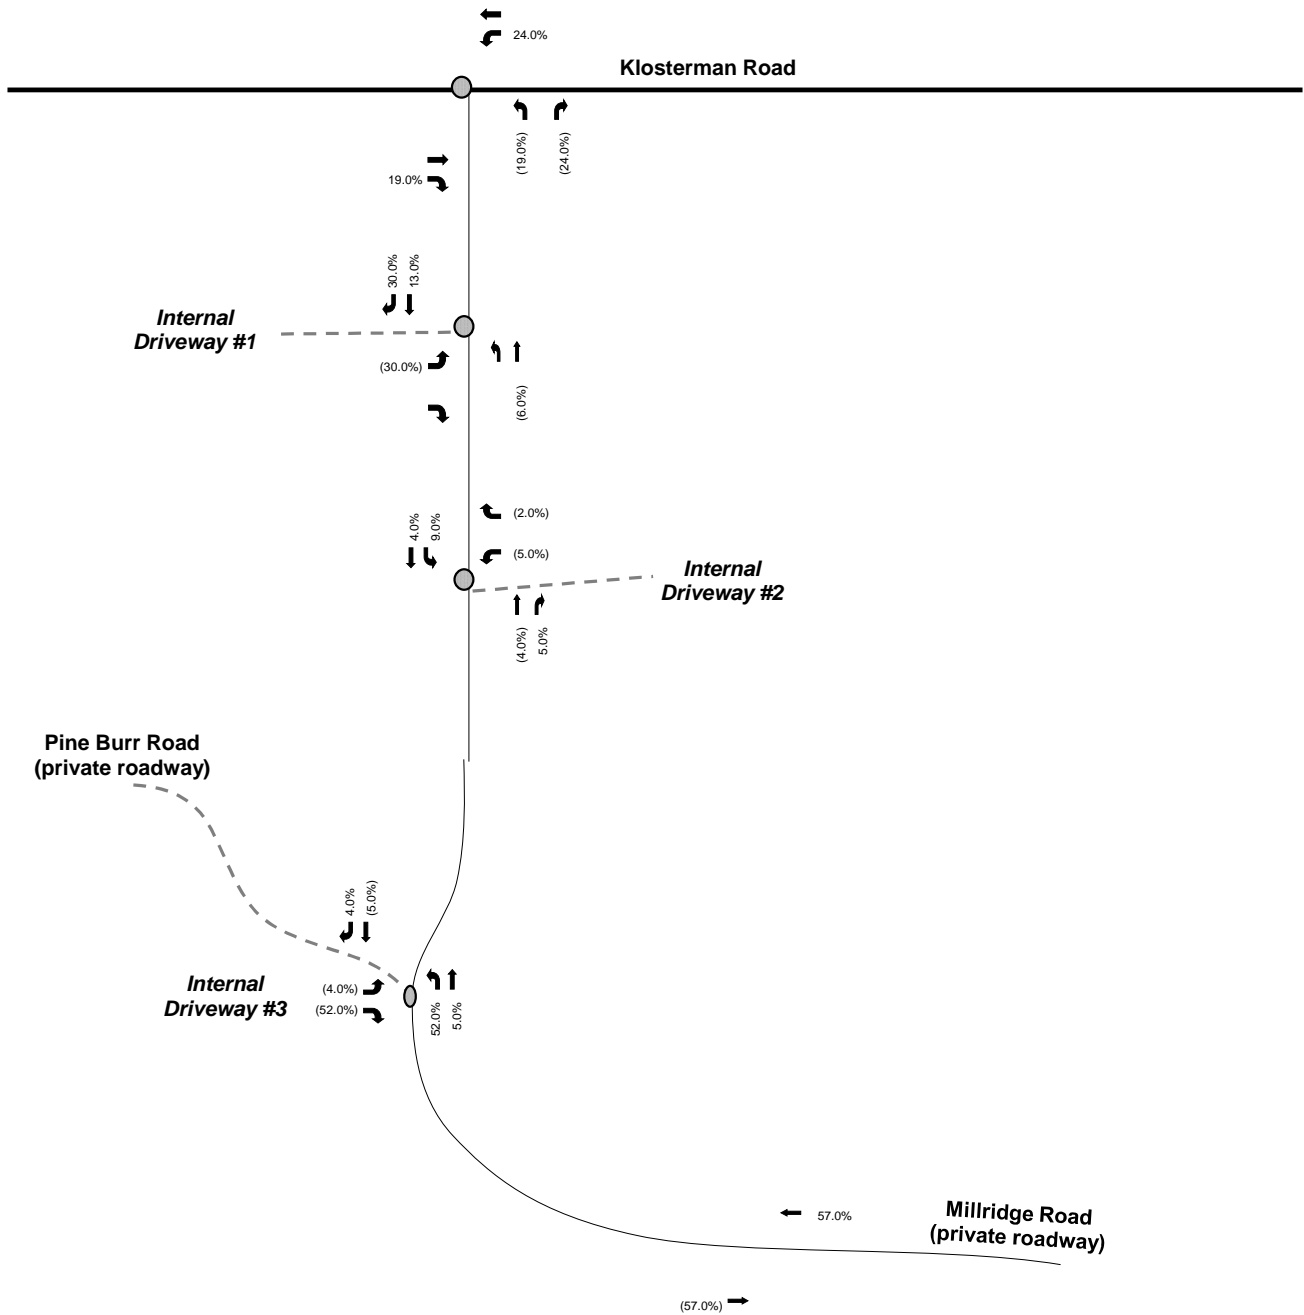 24.0%
Klosterman Road
(19.0%)
(24.0%)
19.0%
30.0%
13.0%
Internal
Driveway #1
(30.0%)
(6.0%)
4.0%
9.0%
(2.0%)
(5.0%)
Internal
Driveway #2
(4.0%)
5.0%
Pine Burr Road
(private roadway)
4.0%
(5.0%)
Internal
Driveway #3
(4.0%)
(52.0%)
52.0%
5.0%
57.0%
Millridge Road
(private roadway)
(57.0%)